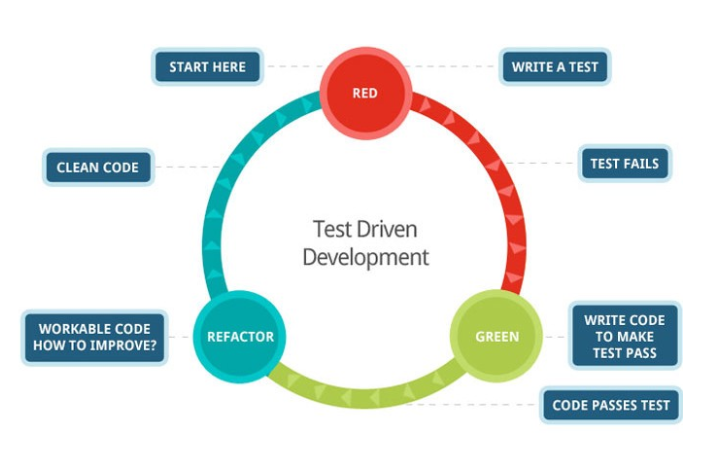 START HERE
RED
WRITE A TEST
CLEAN CODE
TEST FAILS
Test Driven
Development
WORKABLE CODE
HOW TO IMPROVE?
REFACTOR
GREEN
WRITE CODE
TO MAKE
TEST PASS
CODE PASSES TEST